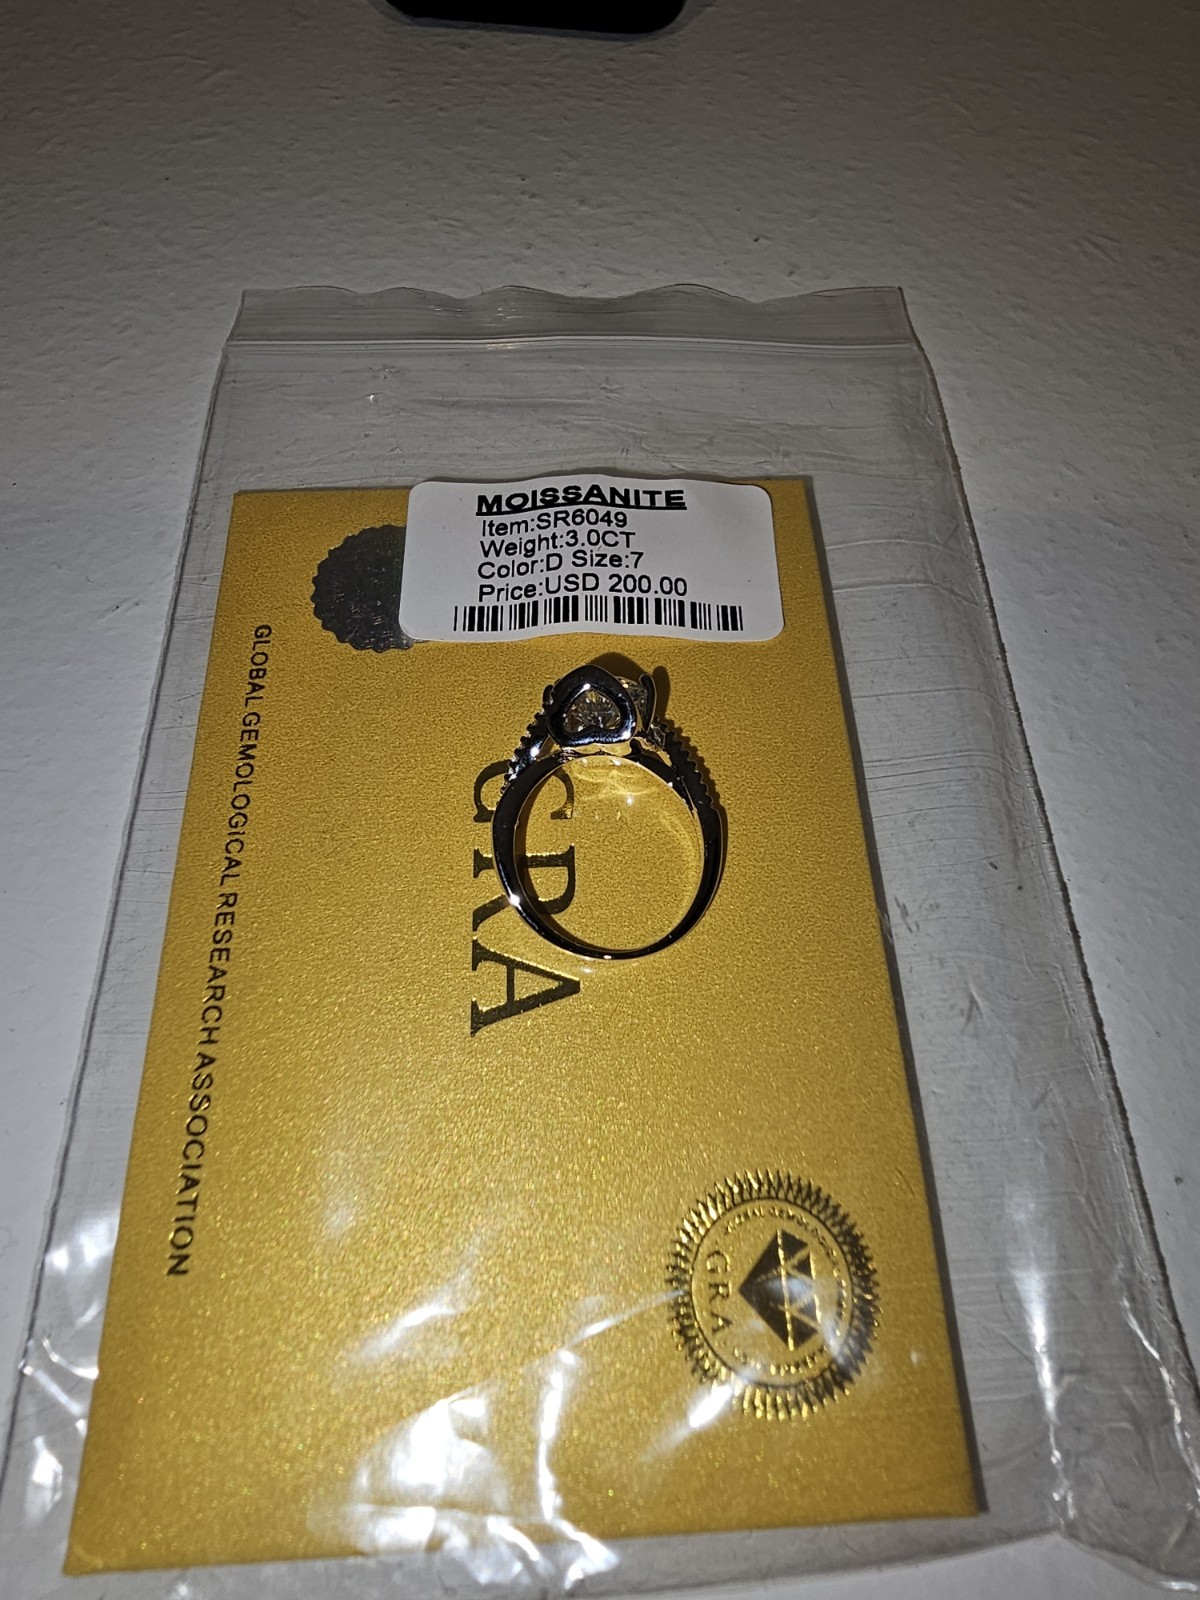 MOISSANITE
Item:SR6049
Weight:3.0CT
Color:D Size:7
Price:USD 200.00
GLOBAL GEMOLOGICAL RESEARCH ASSOCIATION
GRA
GRA